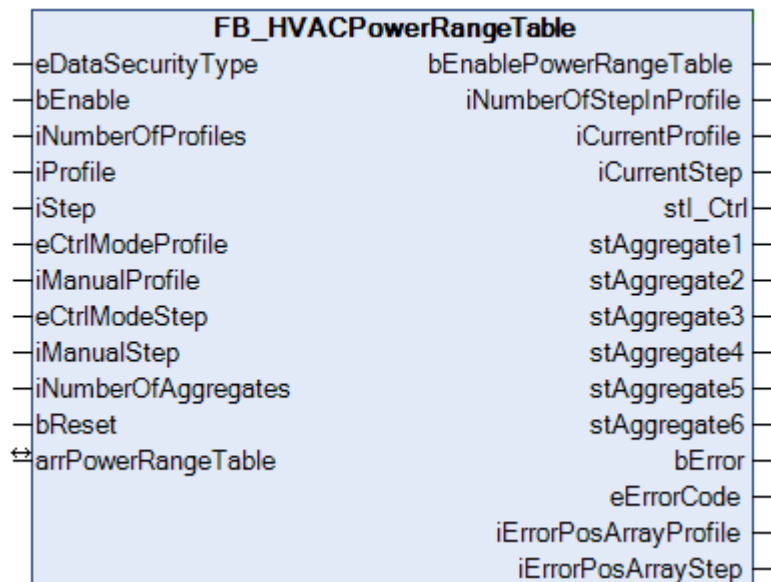 FB_HVACPowerRangeTable
eDataSecurityType bEnablePowerRangeTable
bEnable iNumberOfStepInProfile
iNumberOfProfiles iCurrentProfile
iProfile iCurrentStep
iStep stI_Ctrl
eCtrlModeProfile stAggregate1
iManualProfile stAggregate2
eCtrlModeStep stAggregate3
iManualStep stAggregate4
iNumberOfAggregates stAggregate5
bReset stAggregate6
arrPowerRangeTable bError
eErrorCode
iErrorPosArrayProfile
iErrorPosArrayStep